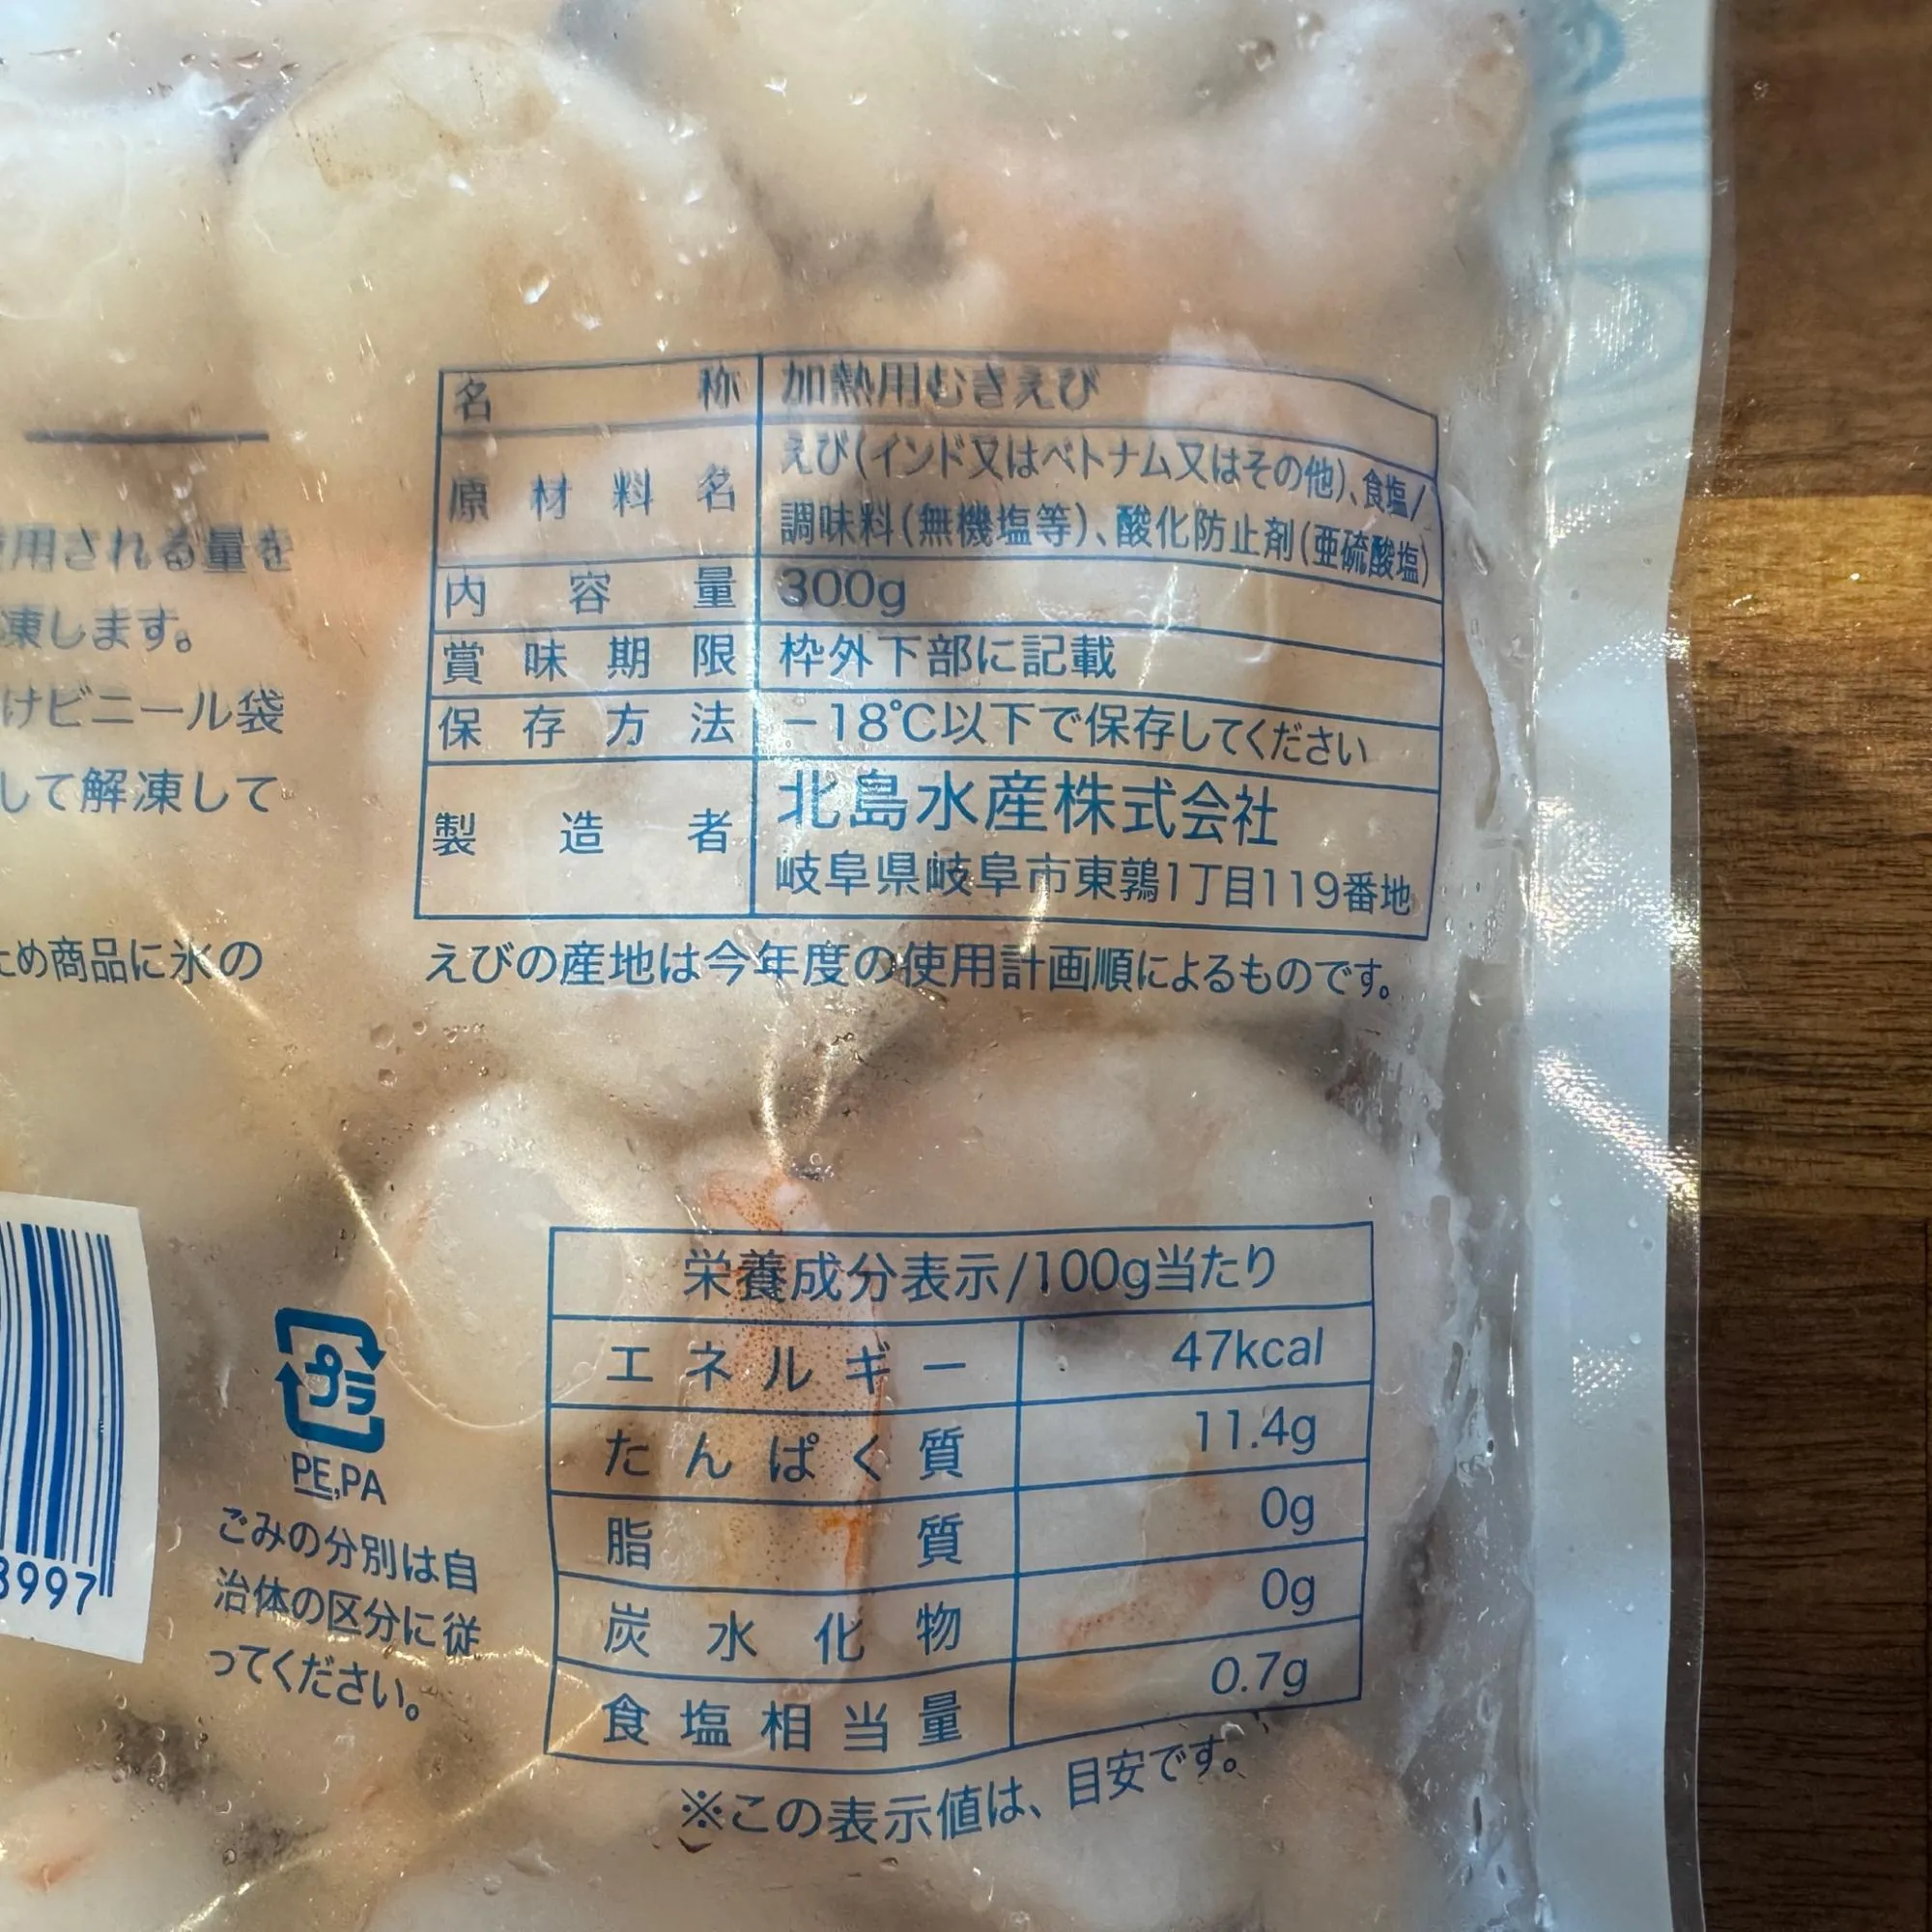 用される量を
凍します。
けビニール袋
して解凍して
ため商品に氷の
名称 加熱用むきえび
原材料名 えび(インド又はベトナム又はその他)、食塩/
調味料(無機塩等)、酸化防止剤(亜硫酸塩)
内容量 300g
賞味期限 枠外下部に記載
保存方法 −18℃以下で保存してください
製造者 北島水産株式会社
岐阜県岐阜市東鶉1丁目119番地
えびの産地は今年度の使用計画順によるものです。
8997
プラ
PE,PA
ごみの分別は自
治体の区分に従
ってください。
栄養成分表示/100g当たり
エネルギー 47kcal
たんぱく質 11.4g
脂質 0g
炭水化物 0g
食塩相当量 0.7g
※この表示値は、目安です。